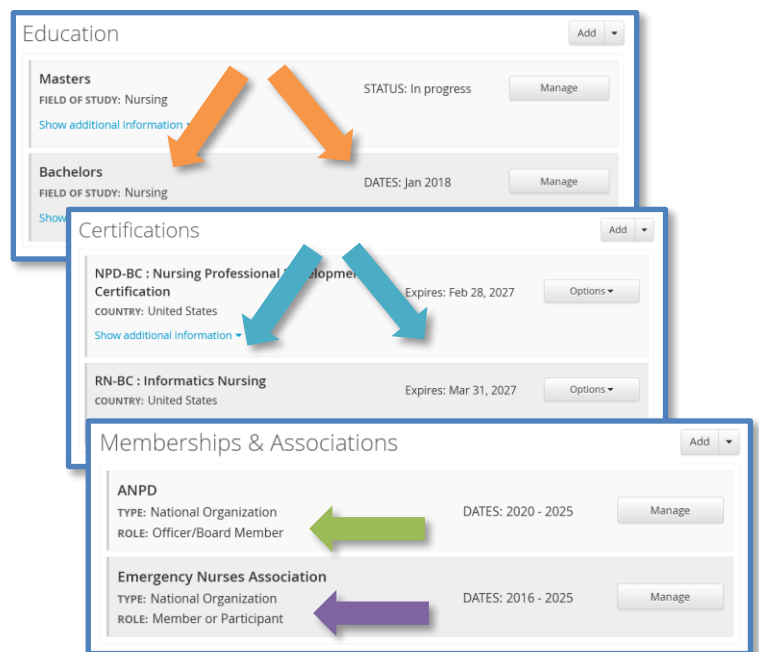 Education
Add
Masters
FIELD OF STUDY: Nursing
STATUS: In progress
Manage
Show additional information
Bachelors
FIELD OF STUDY: Nursing
DATES: Jan 2018
Manage
Show
Certifications
Add
NPD-BC : Nursing Professional
Certification
COUNTRY: United States
Expires: Feb 28, 2027
Options
Show additional information
RN-BC : Informatics Nursing
COUNTRY: United States
Expires: Mar 31, 2027
Options
Memberships & Associations
Add
ANPD
TYPE: National Organization
ROLE: Officer/Board Member
DATES: 2020 - 2025
Manage
Emergency Nurses Association
TYPE: National Organization
ROLE: Member or Participant
DATES: 2016 - 2025
Manage